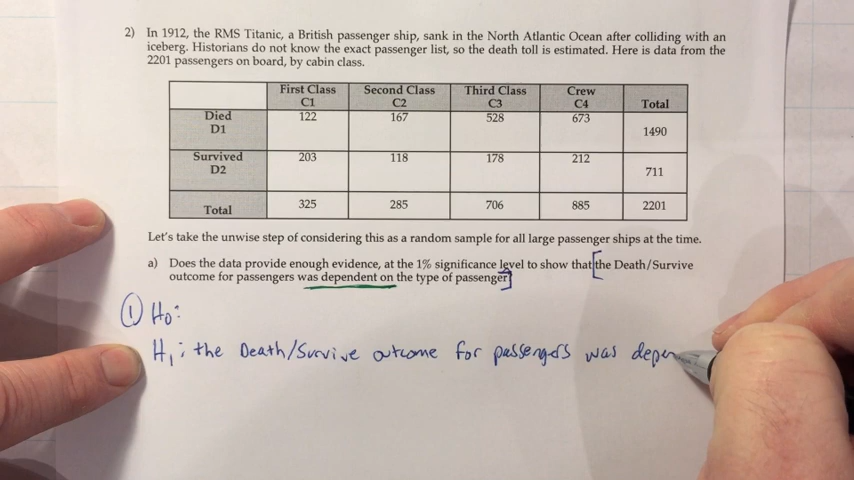 2) In 1912, the RMS Titanic, a British passenger ship, sank in the North Atlantic Ocean after colliding with an
iceberg. Historians do not know the exact passenger list, so the death toll is estimated. Here is data from the
2201 passengers on board, by cabin class.
First Class C1 Second Class C2 Third Class C3 Crew C4 Total
Died D1 122 167 528 673 1490
Survived D2 203 118 178 212 711
Total 325 285 706 885 2201
Let's take the unwise step of considering this as a random sample for all large passenger ships at the time.
a) Does the data provide enough evidence, at the 1% significance level to show that the Death/Survive
outcome for passengers was dependent on the type of passenger
① H₀:
H₁: the Death/Survive outcome for passengers was depen